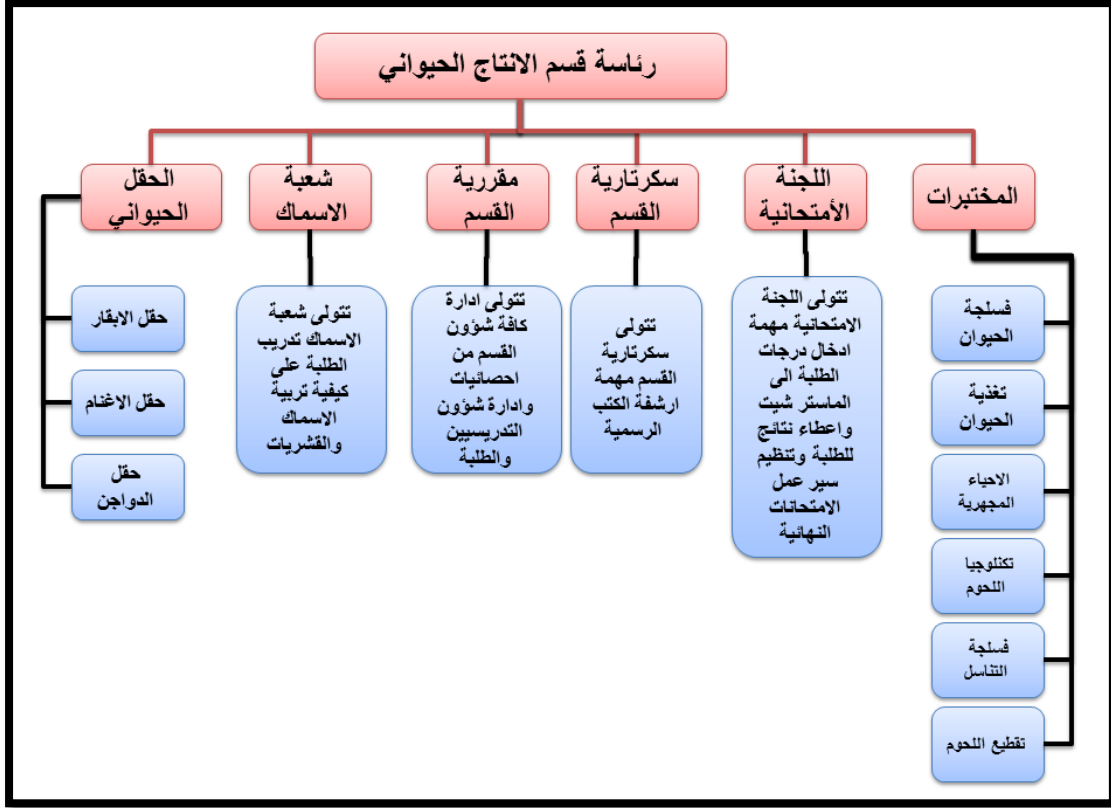 رئاسة قسم الانتاج الحيواني
المختبرات
اللجنة
الأمتحانية
سكرتارية
القسم
مقررية
القسم
شعبة
الاسماك
الحقل
الحيواني
فسلجة
الحيوان
تغذية
الحيوان
الاحياء
المجهرية
تكنلوجيا
اللحوم
فسلجة
التناسل
تقطيع اللحوم
تتولى اللجنة
الامتحانية مهمة
ادخال درجات
الطلبة الى
الماستر شيت
واعطاء نتائج
للطلبة وتنظيم
سير عمل
الامتحانات
النهائية
تتولى
سكرتارية
القسم مهمة
ارشفة الكتب
الرسمية
تتولى ادارة
كافة شؤون
القسم من
احصائيات
وادارة شؤون
التدريسيين
والطلبة
تتولى شعبة
الاسماك تدريب
الطلبة على
كيفية تربية
الاسماك
والقشريات
حقل الابقار
حقل الاغنام
حقل
الدواجن